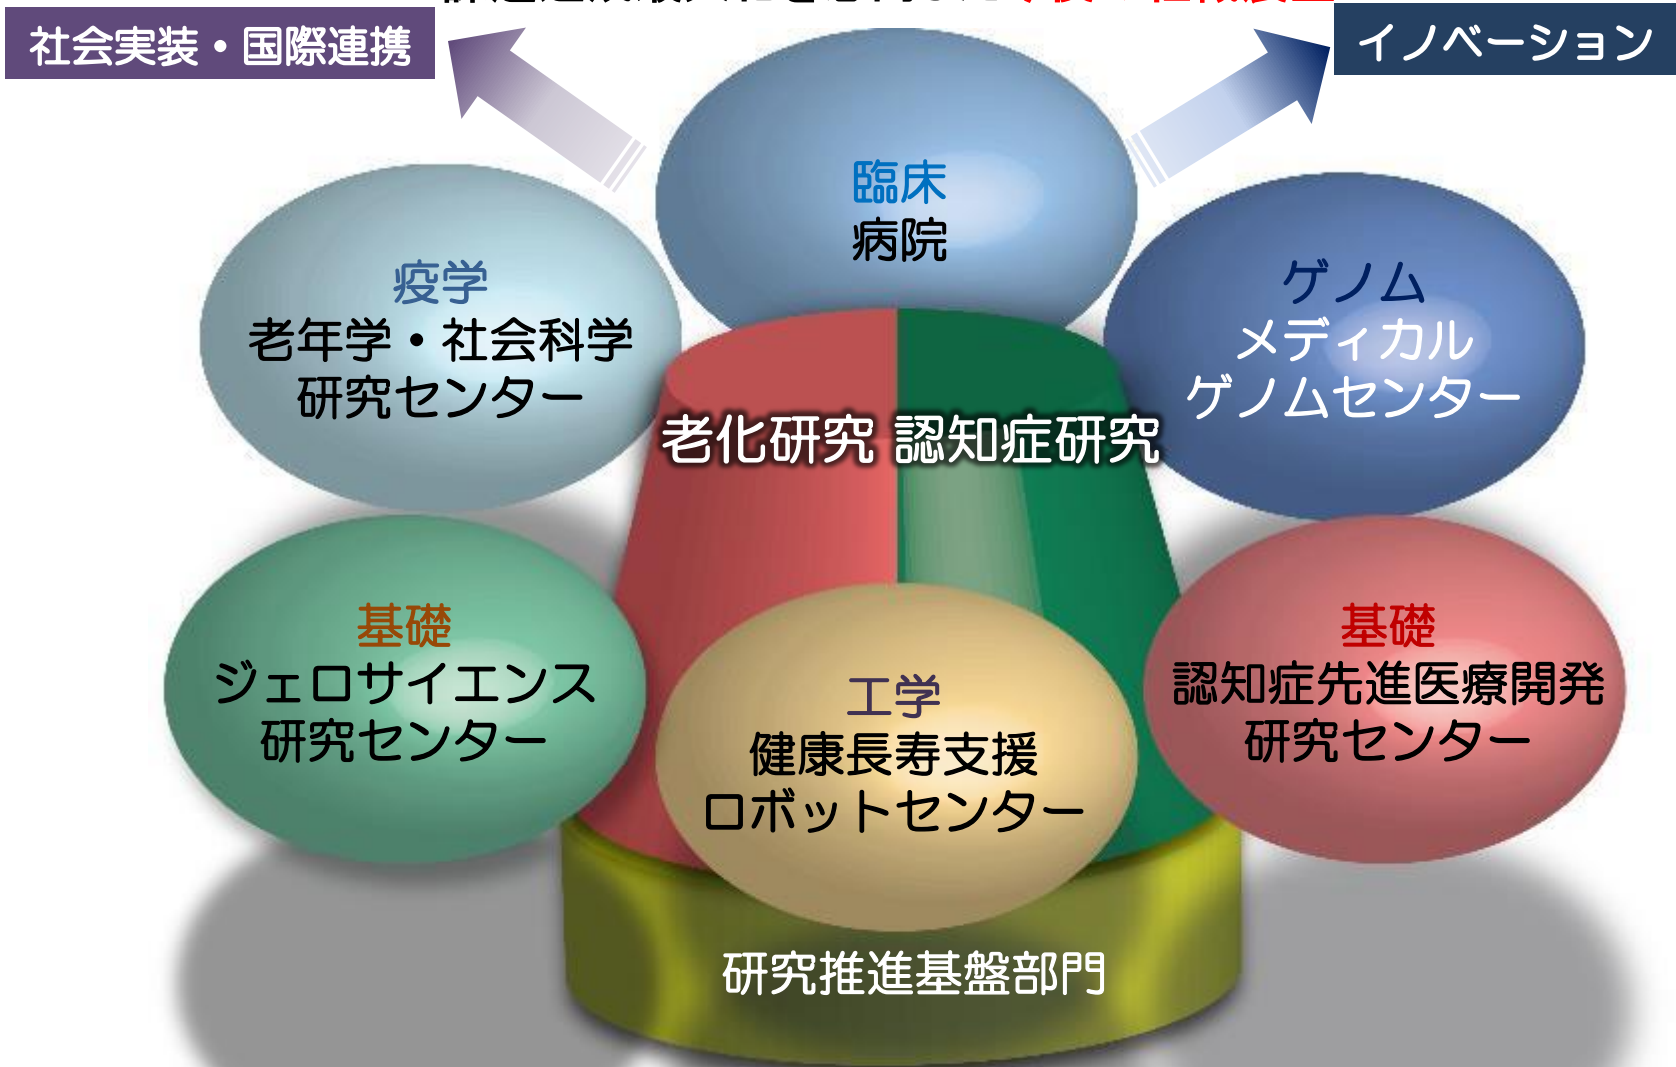 社会実装・国際連携
イノベーション
臨床
病院
疫学
老年学・社会科学
研究センター
ゲノム
メディカル
ゲノムセンター
老化研究 認知症研究
基礎
ジェロサイエンス
研究センター
基礎
認知症先進医療開発
研究センター
工学
健康長寿支援
ロボットセンター
研究推進基盤部門